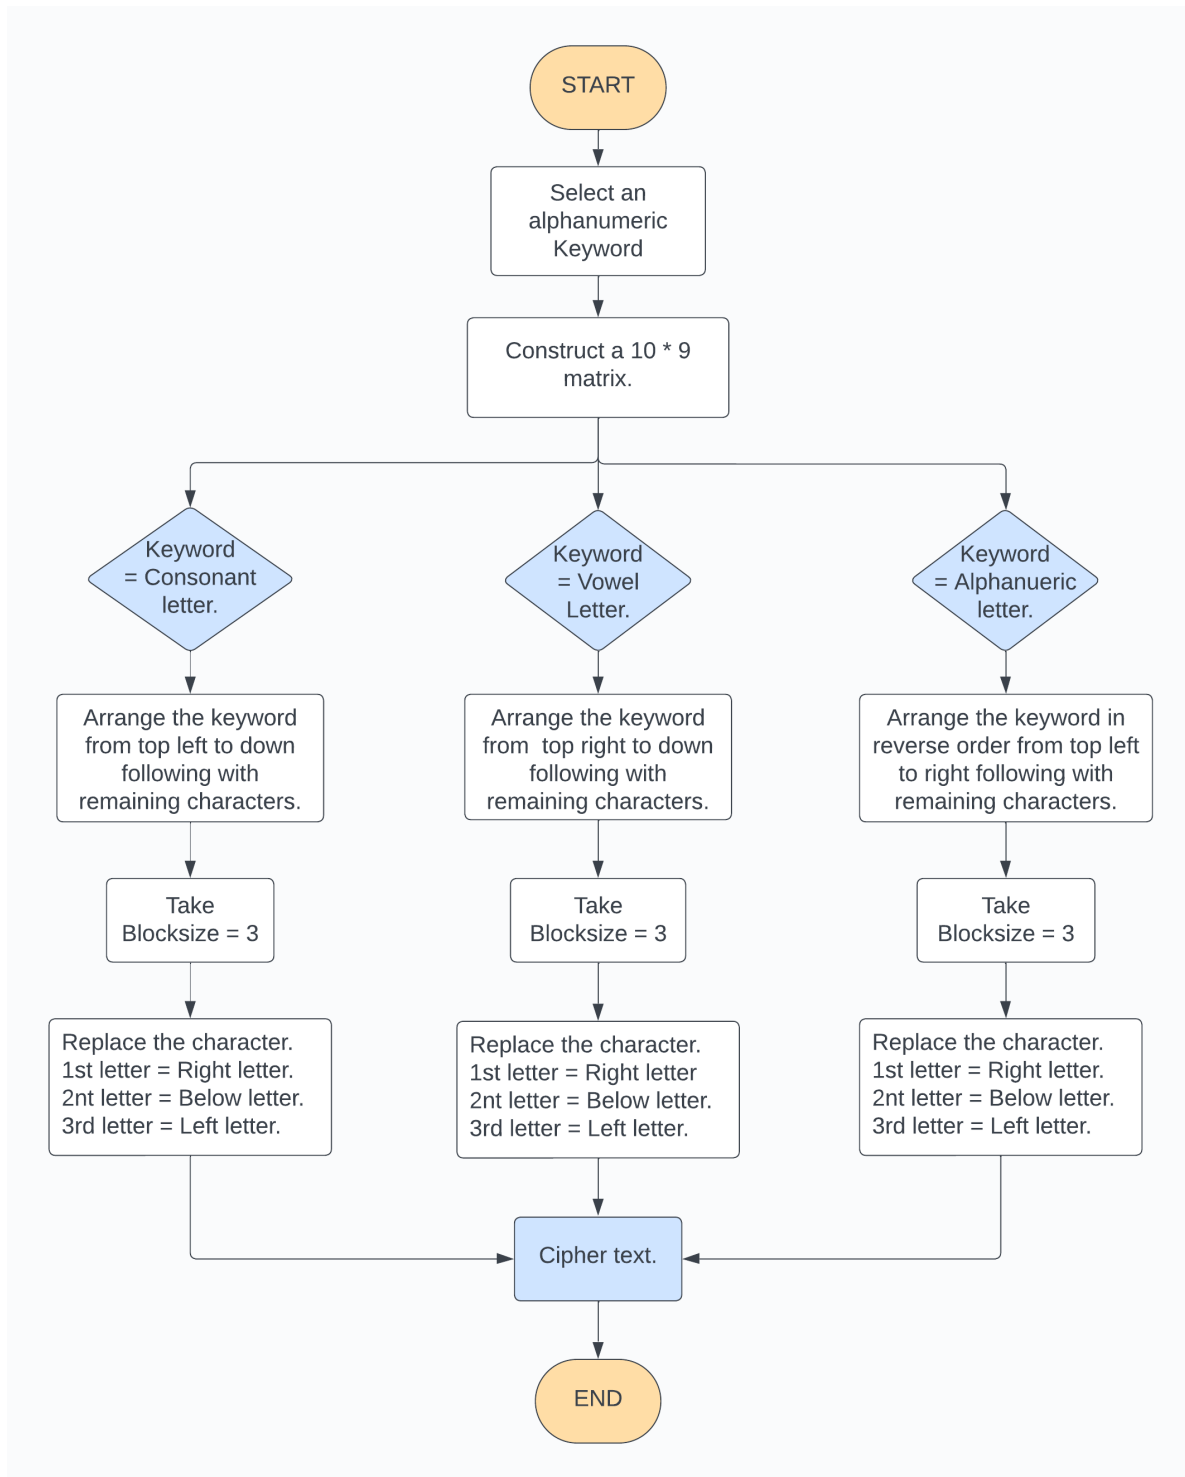 START
Select an
alphanumeric
Keyword
Construct a 10 * 9
matrix.
Keyword
= Consonant
letter.
Keyword
= Vowel
Letter.
Keyword
= Alphanueric
letter.
Arrange the keyword
from top left to down
following with
remaining characters.
Arrange the keyword
from  top right to down
following with
remaining characters.
Arrange the keyword in
reverse order from top left
to right following with
remaining characters.
Take
Blocksize = 3
Take
Blocksize = 3
Take
Blocksize = 3
Replace the character.
1st letter = Right letter.
2nt letter = Below letter.
3rd letter = Left letter.
Replace the character.
1st letter = Right letter
2nt letter = Below letter.
3rd letter = Left letter.
Replace the character.
1st letter = Right letter.
2nt letter = Below letter.
3rd letter = Left letter.
Cipher text.
END